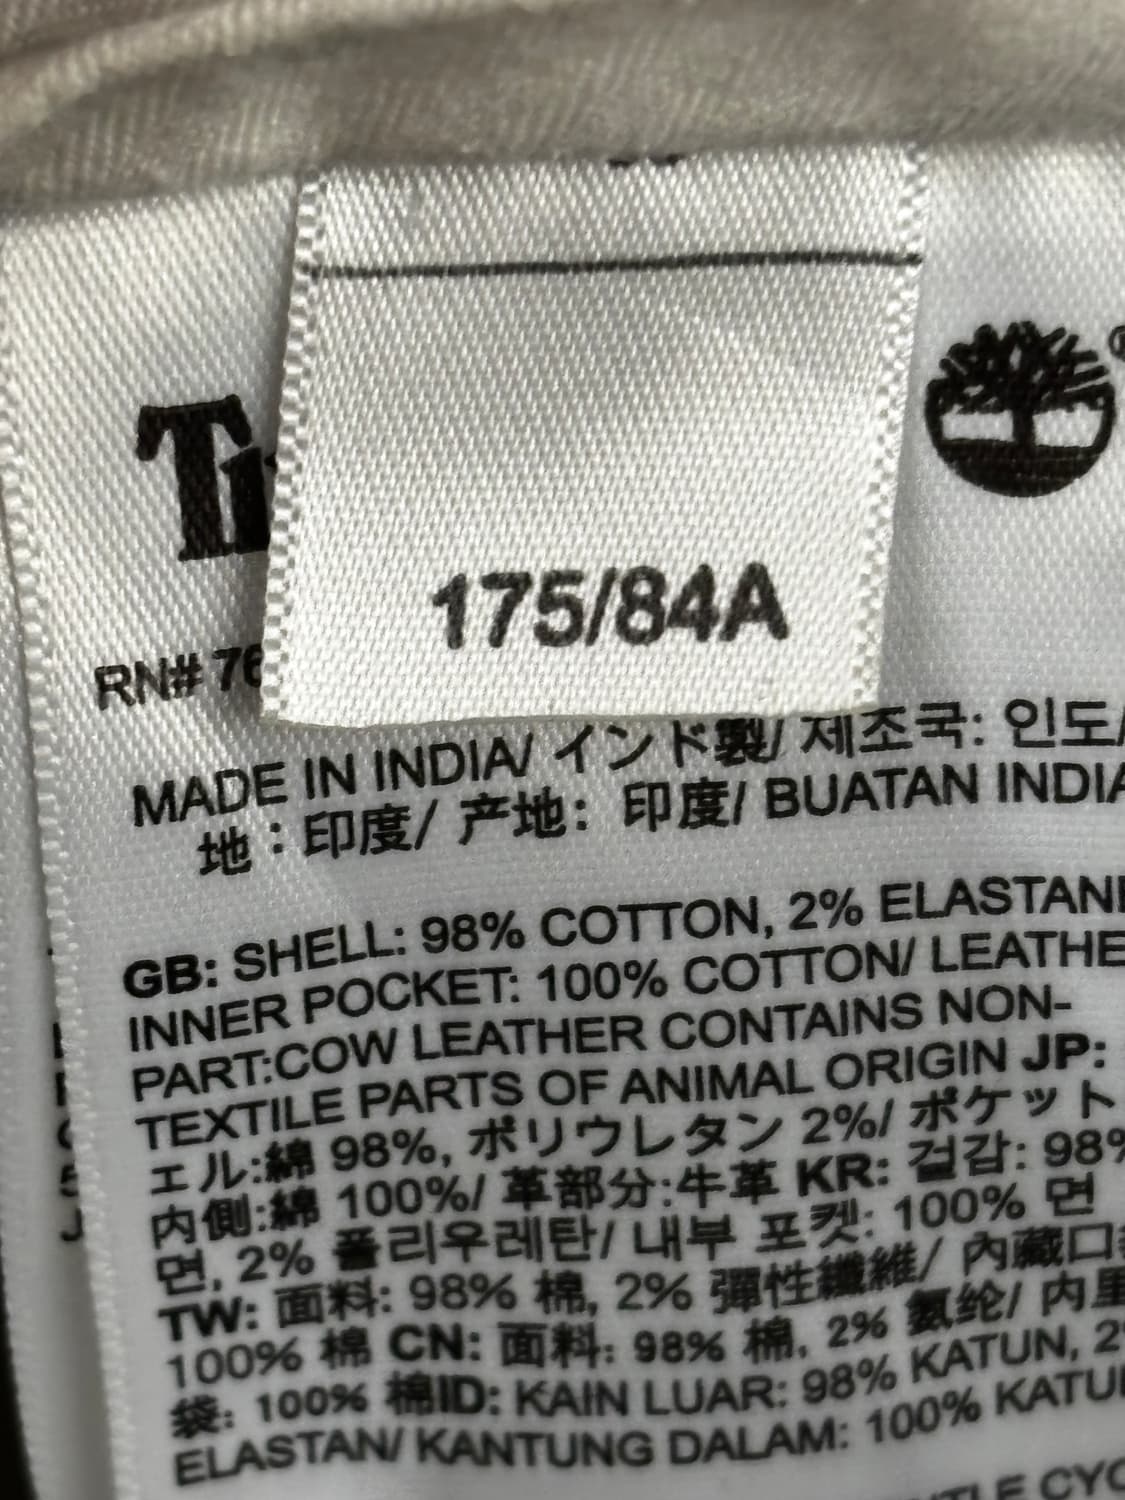 175/84A
RN# 76
MADE IN INDIA/ インド製/ 제조국: 인도/
地：印度/ 产地：印度/ BUATAN INDIA
GB: SHELL: 98% COTTON, 2% ELASTANE
INNER POCKET: 100% COTTON/ LEATHE
PART:COW LEATHER CONTAINS NON-
TEXTILE PARTS OF ANIMAL ORIGIN JP:
ェル:綿 98%, ポリウレタン 2%/ ポケット
内側:綿 100%/ 革部分:牛革 KR: 겉감: 98%
면, 2% 폴리우레탄/ 내부 포켓: 100% 면
TW: 面料: 98% 棉, 2% 彈性纖維/ 內藏口
100% 棉 CN: 面料: 98% 棉, 2% 氨纶/ 内里
袋: 100% 棉ID: KAIN LUAR: 98% KATUN, 2%
ELASTAN/ KANTUNG DALAM: 100% KATU